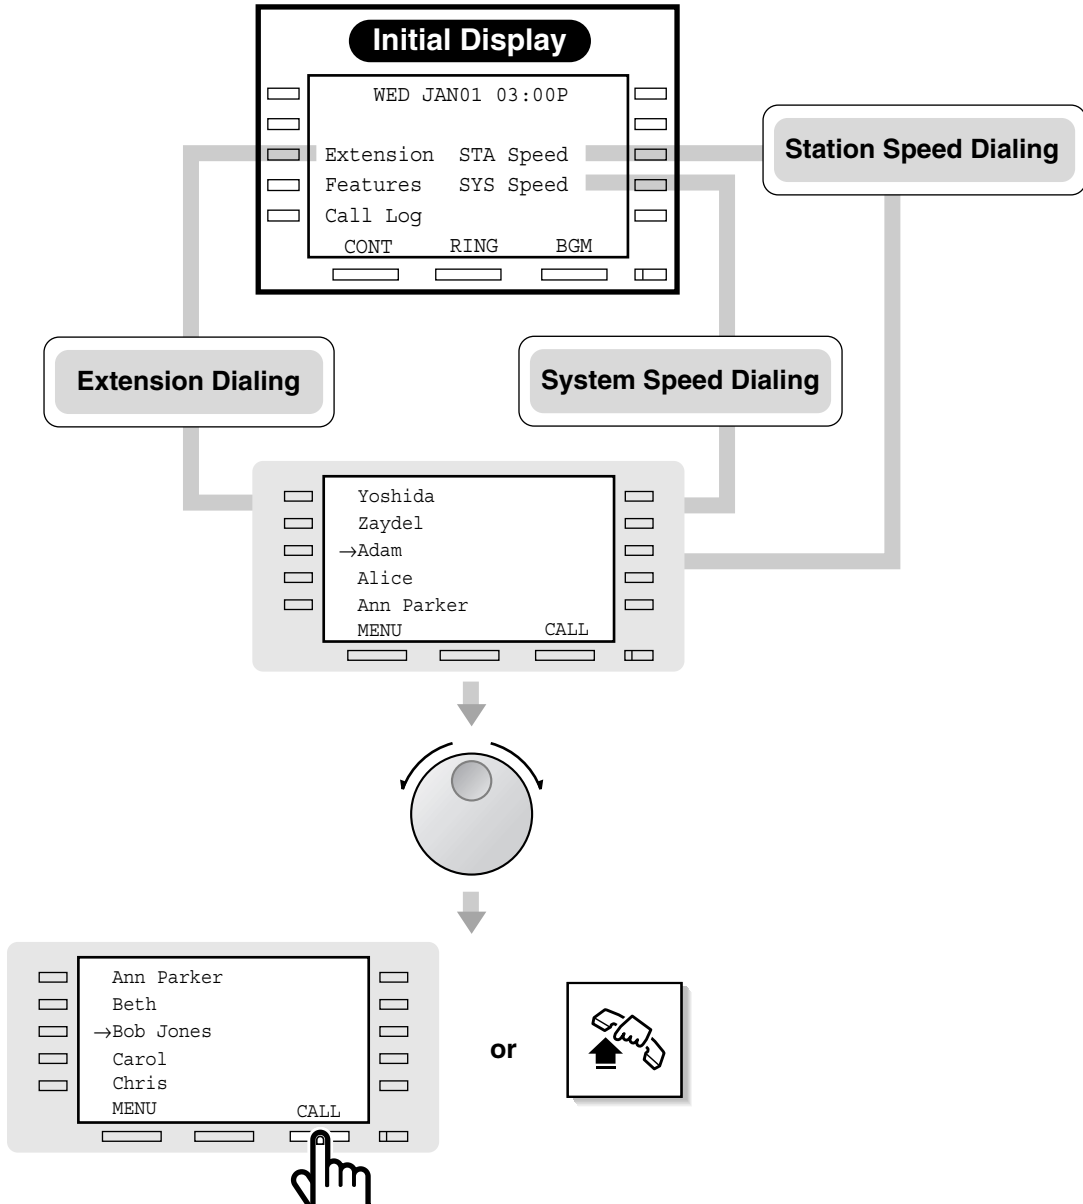 Initial Display
WED JAN01 03:00P
Extension STA Speed
Features SYS Speed
Call Log
CONT RING BGM
Station Speed Dialing
Extension Dialing
System Speed Dialing
Yoshida
Zaydel
→Adam
Alice
Ann Parker
MENU CALL
Ann Parker
Beth
→Bob Jones
Carol
Chris
MENU CALL
or